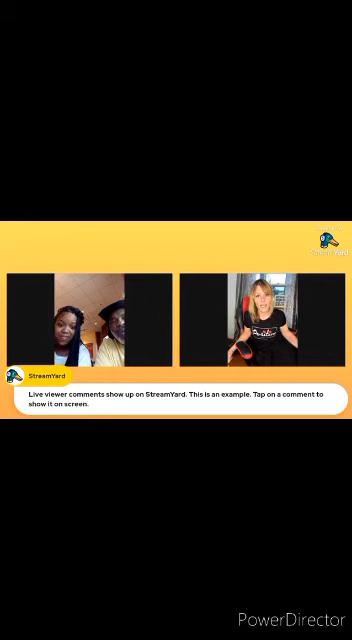 StreamYard
StreamYard
Live viewer comments show up on StreamYard. This is an example. Tap on a comment to
show it on screen.
PowerDirector